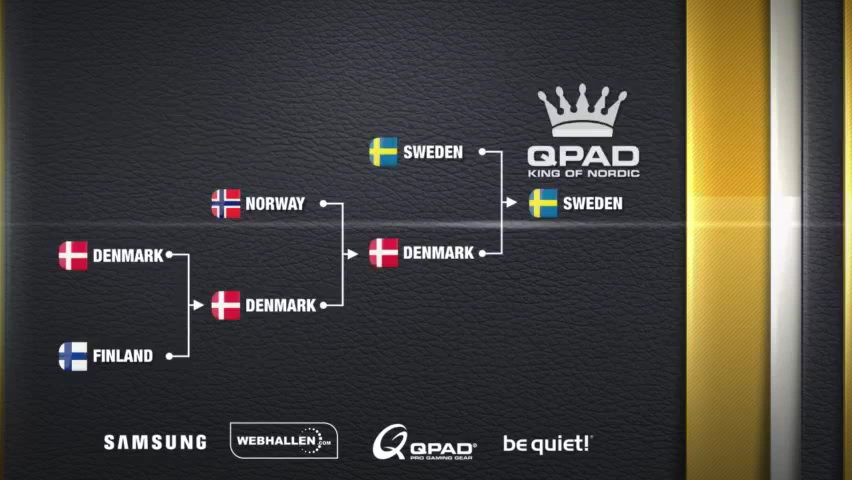 QPAD
KING OF NORDIC
SWEDEN
NORWAY
SWEDEN
DENMARK
DENMARK
DENMARK
FINLAND
SAMSUNG
WEBHALLEN.COM
QPAD®
PRO GAMING GEAR
be quiet!®